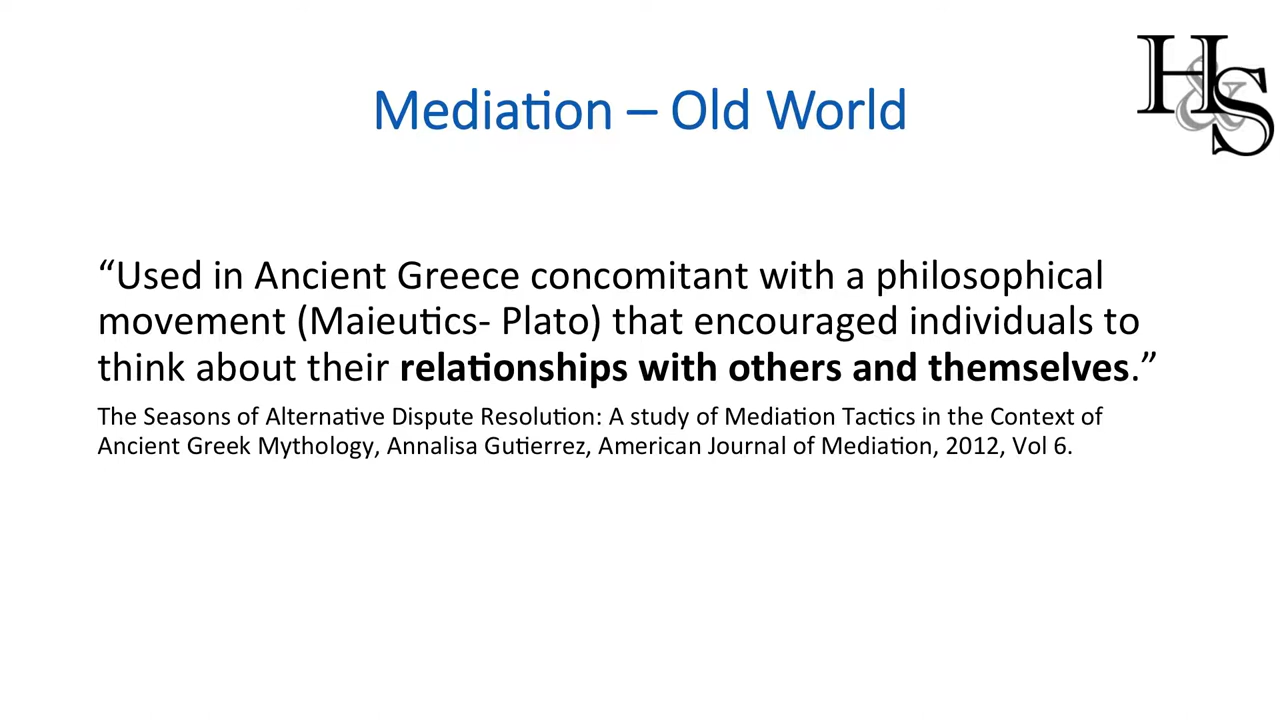 H&S
Mediation – Old World
“Used in Ancient Greece concomitant with a philosophical
movement (Maieutics- Plato) that encouraged individuals to
think about their relationships with others and themselves.”
The Seasons of Alternative Dispute Resolution: A study of Mediation Tactics in the Context of
Ancient Greek Mythology, Annalisa Gutierrez, American Journal of Mediation, 2012, Vol 6.